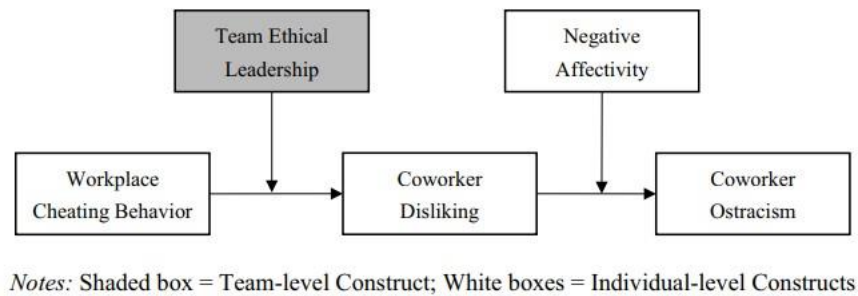 Team Ethical
Leadership
Negative
Affectivity
Workplace
Cheating Behavior
Coworker
Disliking
Coworker
Ostracism
Notes: Shaded box = Team-level Construct; White boxes = Individual-level Constructs